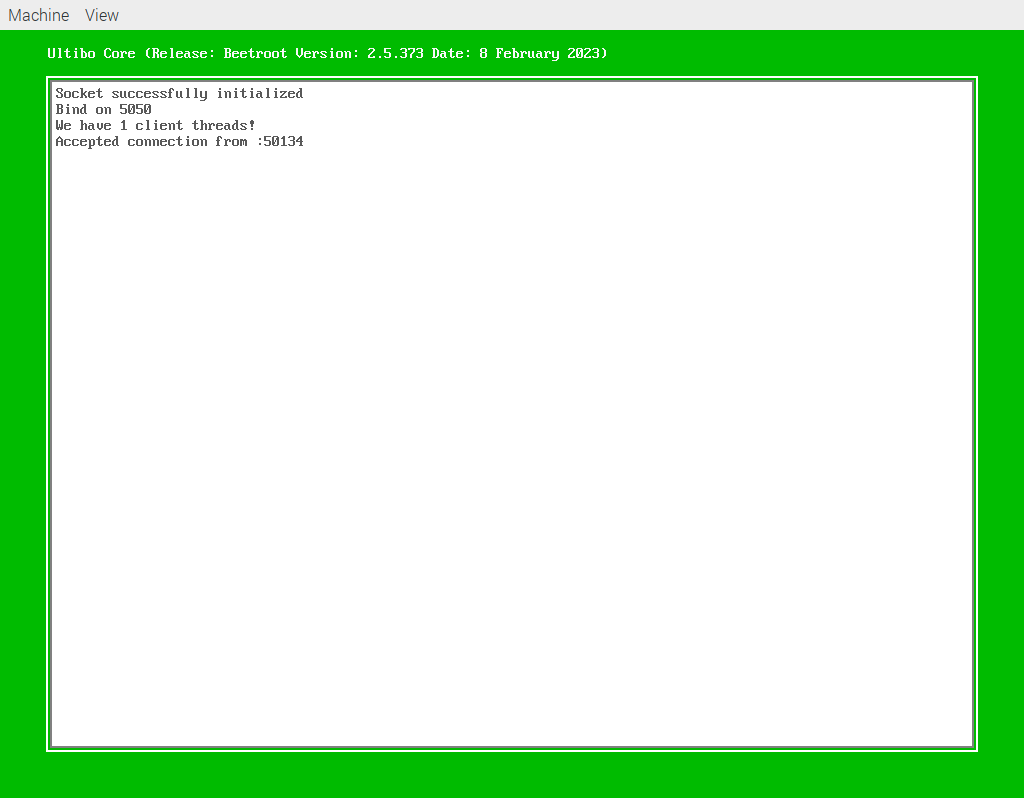 Machine View
Ultibo Core (Release: Beetroot Version: 2.5.373 Date: 8 February 2023)
Socket successfully initialized
Bind on 5050
We have 1 client threads!
Accepted connection from :50134